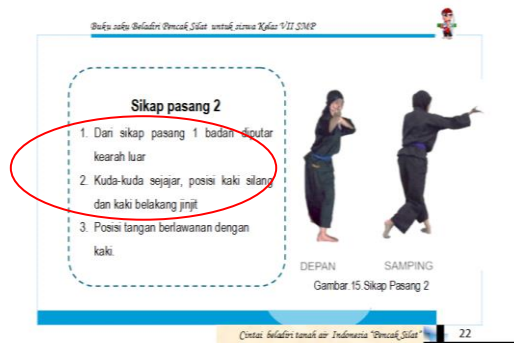 Buku saku Beladiri Pencak Silat untuk siswa Kelas VII SMP
Sikap pasang 2
1. Dari sikap pasang 1 badan diputar
kearah luar
2. Kuda-kuda sejajar, posisi kaki silang
dan kaki belakang jinjit
3. Posisi tangan berlawanan dengan
kaki.
DEPAN
SAMPING
Gambar.15.Sikap Pasang 2
Cintai beladiri tanah air Indonesia "Pencak Silat"
22